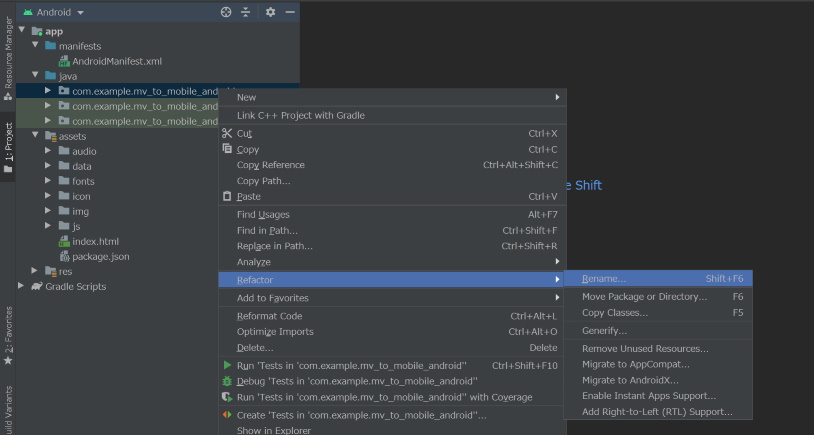 Android
Resource Manager
1: Project
2: Favorites
uild Variants
app
manifests
AndroidManifest.xml
java
com.example.mv_to_mobile_and
com.example.mv_to_mobile_and
com.example.mv_to_mobile_and
assets
audio
data
fonts
icon
img
js
index.html
package.json
res
Gradle Scripts
e Shift
New
Link C++ Project with Gradle
Cut Ctrl+X
Copy Ctrl+C
Copy Reference Ctrl+Alt+Shift+C
Copy Path...
Paste Ctrl+V
Find Usages Alt+F7
Find in Path... Ctrl+Shift+F
Replace in Path... Ctrl+Shift+R
Analyze
Refactor
Add to Favorites
Reformat Code Ctrl+Alt+L
Optimize Imports Ctrl+Alt+O
Delete... Delete
Run 'Tests in 'com.example.mv_to_mobile_android'' Ctrl+Shift+F10
Debug 'Tests in 'com.example.mv_to_mobile_android''
Run 'Tests in 'com.example.mv_to_mobile_android'' with Coverage
Create 'Tests in 'com.example.mv_to_mobile_android''...
Show in Explorer
Rename... Shift+F6
Move Package or Directory... F6
Copy Classes... F5
Generify...
Remove Unused Resources...
Migrate to AppCompat...
Migrate to AndroidX...
Enable Instant Apps Support...
Add Right-to-Left (RTL) Support...